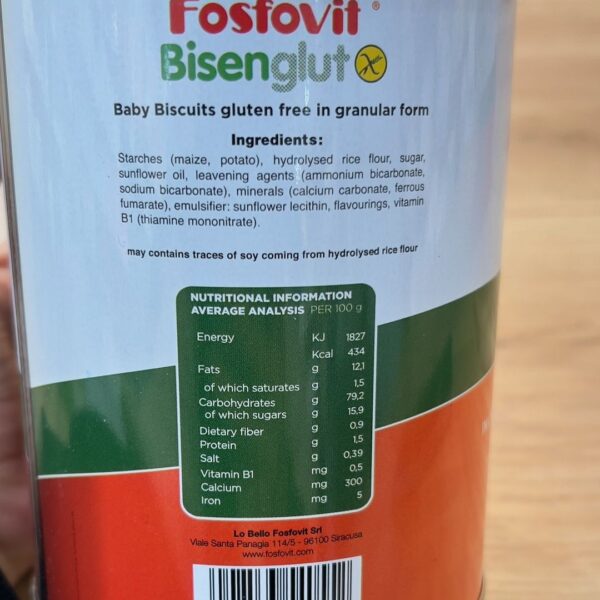 Fosfovit®
Bisenglut
Baby Biscuits gluten free in granular form
Ingredients:
Starches (maize, potato), hydrolysed rice flour, sugar,
sunflower oil, leavening agents (ammonium bicarbonate,
sodium bicarbonate), minerals (calcium carbonate, ferrous
fumarate), emulsifier: sunflower lecithin, flavourings, vitamin
B1 (thiamine mononitrate).
may contains traces of soy coming from hydrolysed rice flour
NUTRITIONAL INFORMATION
AVERAGE ANALYSIS PER 100 g
Energy KJ 1827
Kcal 434
Fats g 12,1
of which saturates g 1,5
Carbohydrates g 79,2
of which sugars g 15,9
Dietary fiber g 0,9
Protein g 1,5
Salt g 0,39
Vitamin B1 mg 0,5
Calcium mg 300
Iron mg 5
Lo Bello Fosfovit Srl
Viale Santa Panagia 114/5 - 96100 Siracusa
www.fosfovit.com